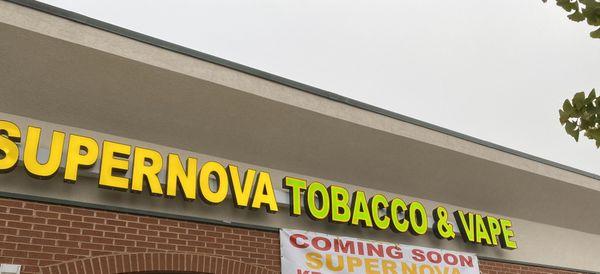 SUPERNOVA TOBACCO & VAPE
COMING SOON
SUPERNOVA